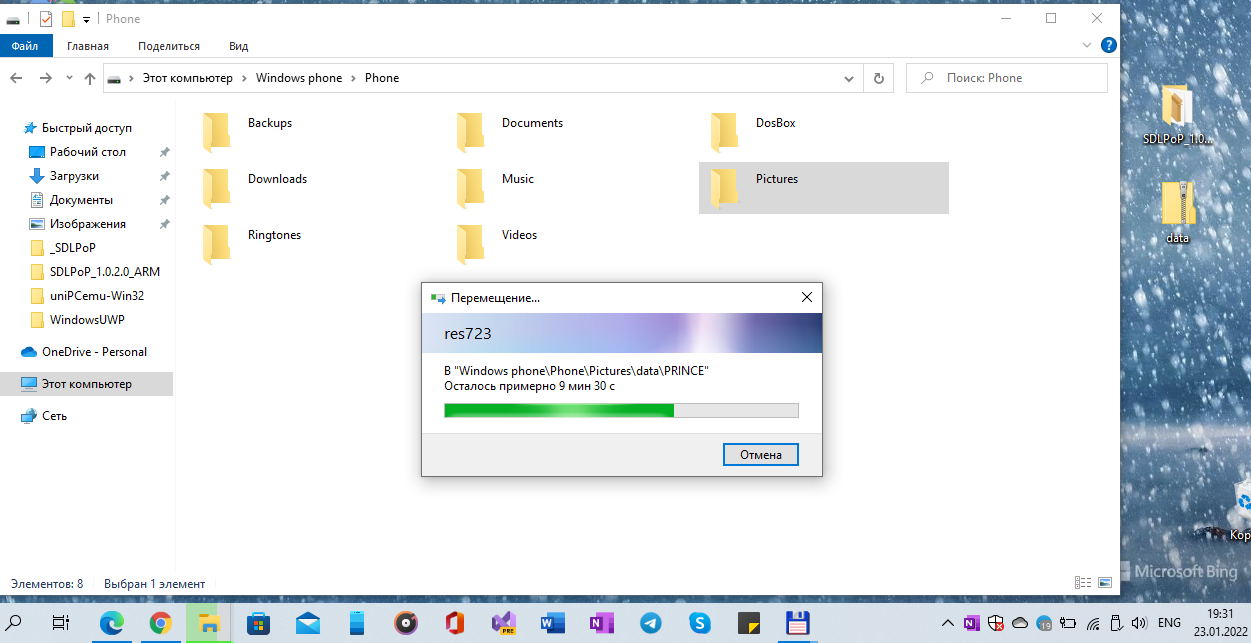 Phone
Файл Главная Поделиться Вид
Этот компьютер Windows phone Phone
Поиск: Phone
Быстрый доступ
Рабочий стол
Загрузки
Документы
Изображения
_SDLPoP
SDLPoP_1.0.2.0_ARM
uniPCemu-Win32
WindowsUWP
OneDrive - Personal
Этот компьютер
Сеть
Backups
Documents
DosBox
Downloads
Music
Pictures
Ringtones
Videos
Перемещение...
res723
В "Windows phone\Phone\Pictures\data\PRINCE"
Осталось примерно 9 мин 30 с
Отмена
Элементов: 8 Выбран 1 элемент
SDLPoP_1.0...
data
Кор
Microsoft Bing
PRE
19
ENG
19:31
23.01.2022